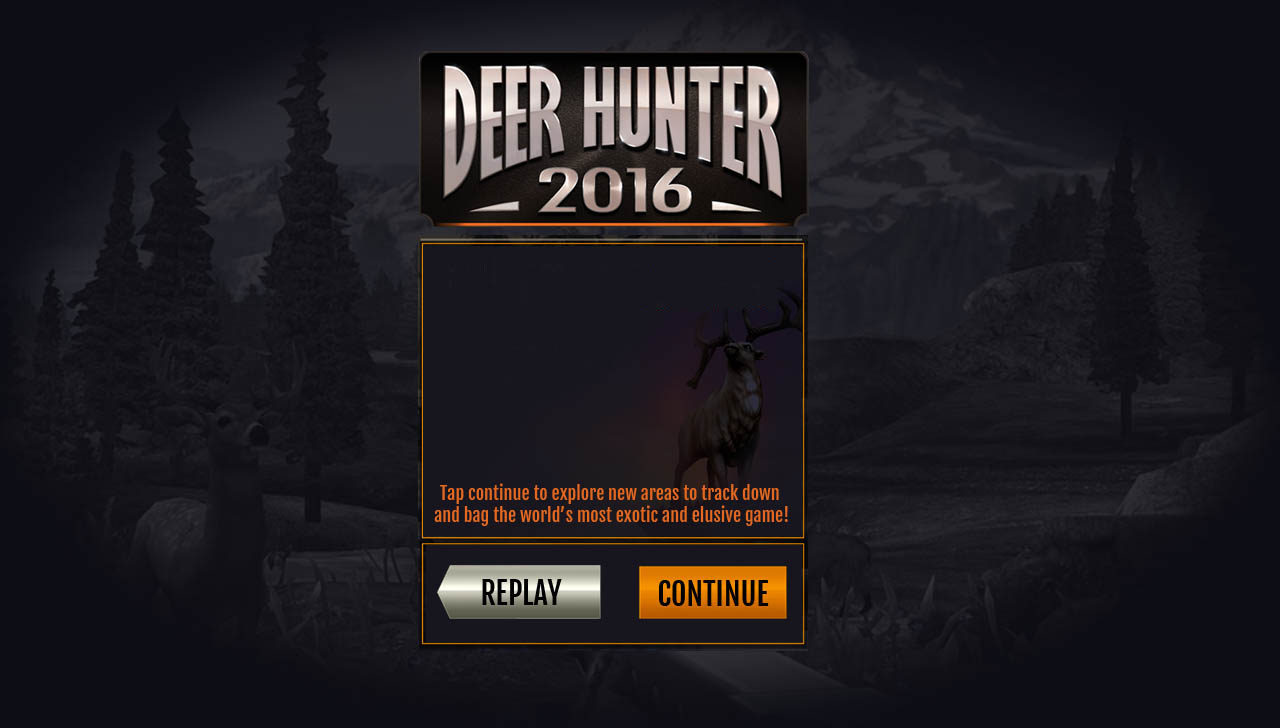 DEER HUNTER
2016
Tap continue to explore new areas to track down
and bag the world’s most exotic and elusive game!
REPLAY
CONTINUE